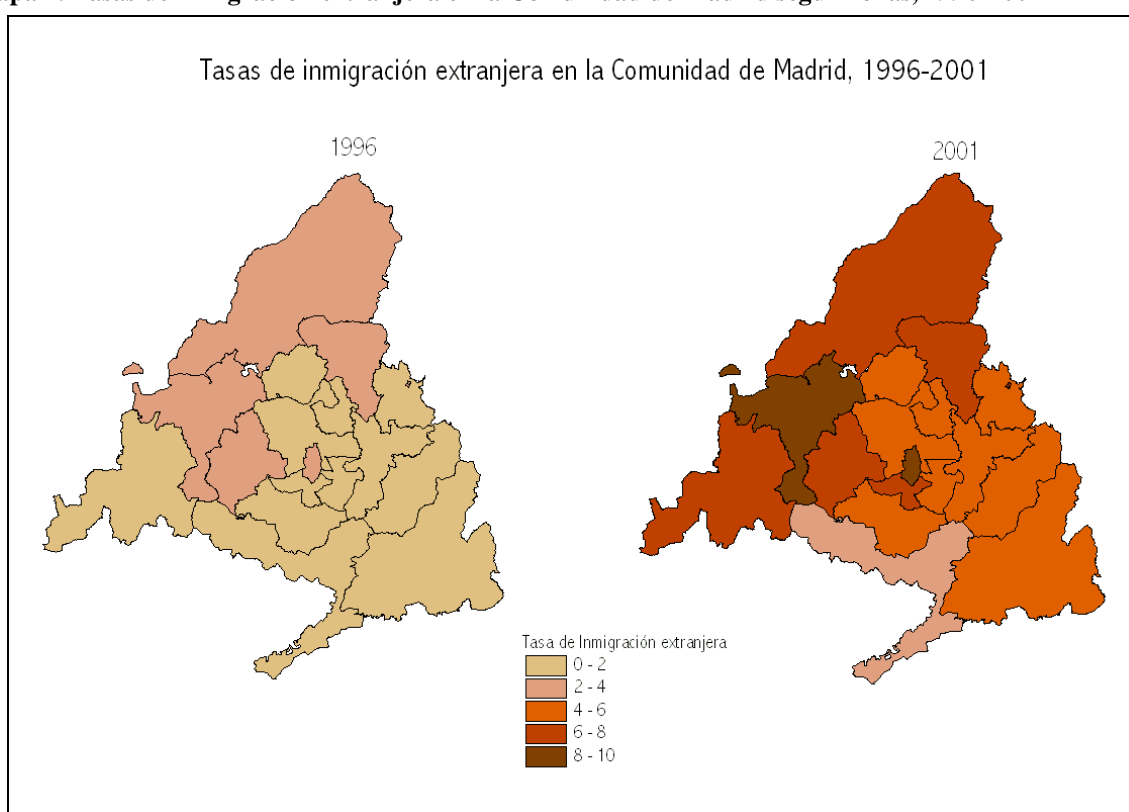 Tasas de inmigración extranjera en la Comunidad de Madrid, 1996-2001
1996
2001
Tasa de Inmigración extranjera
0 - 2
2 - 4
4 - 6
6 - 8
8 - 10